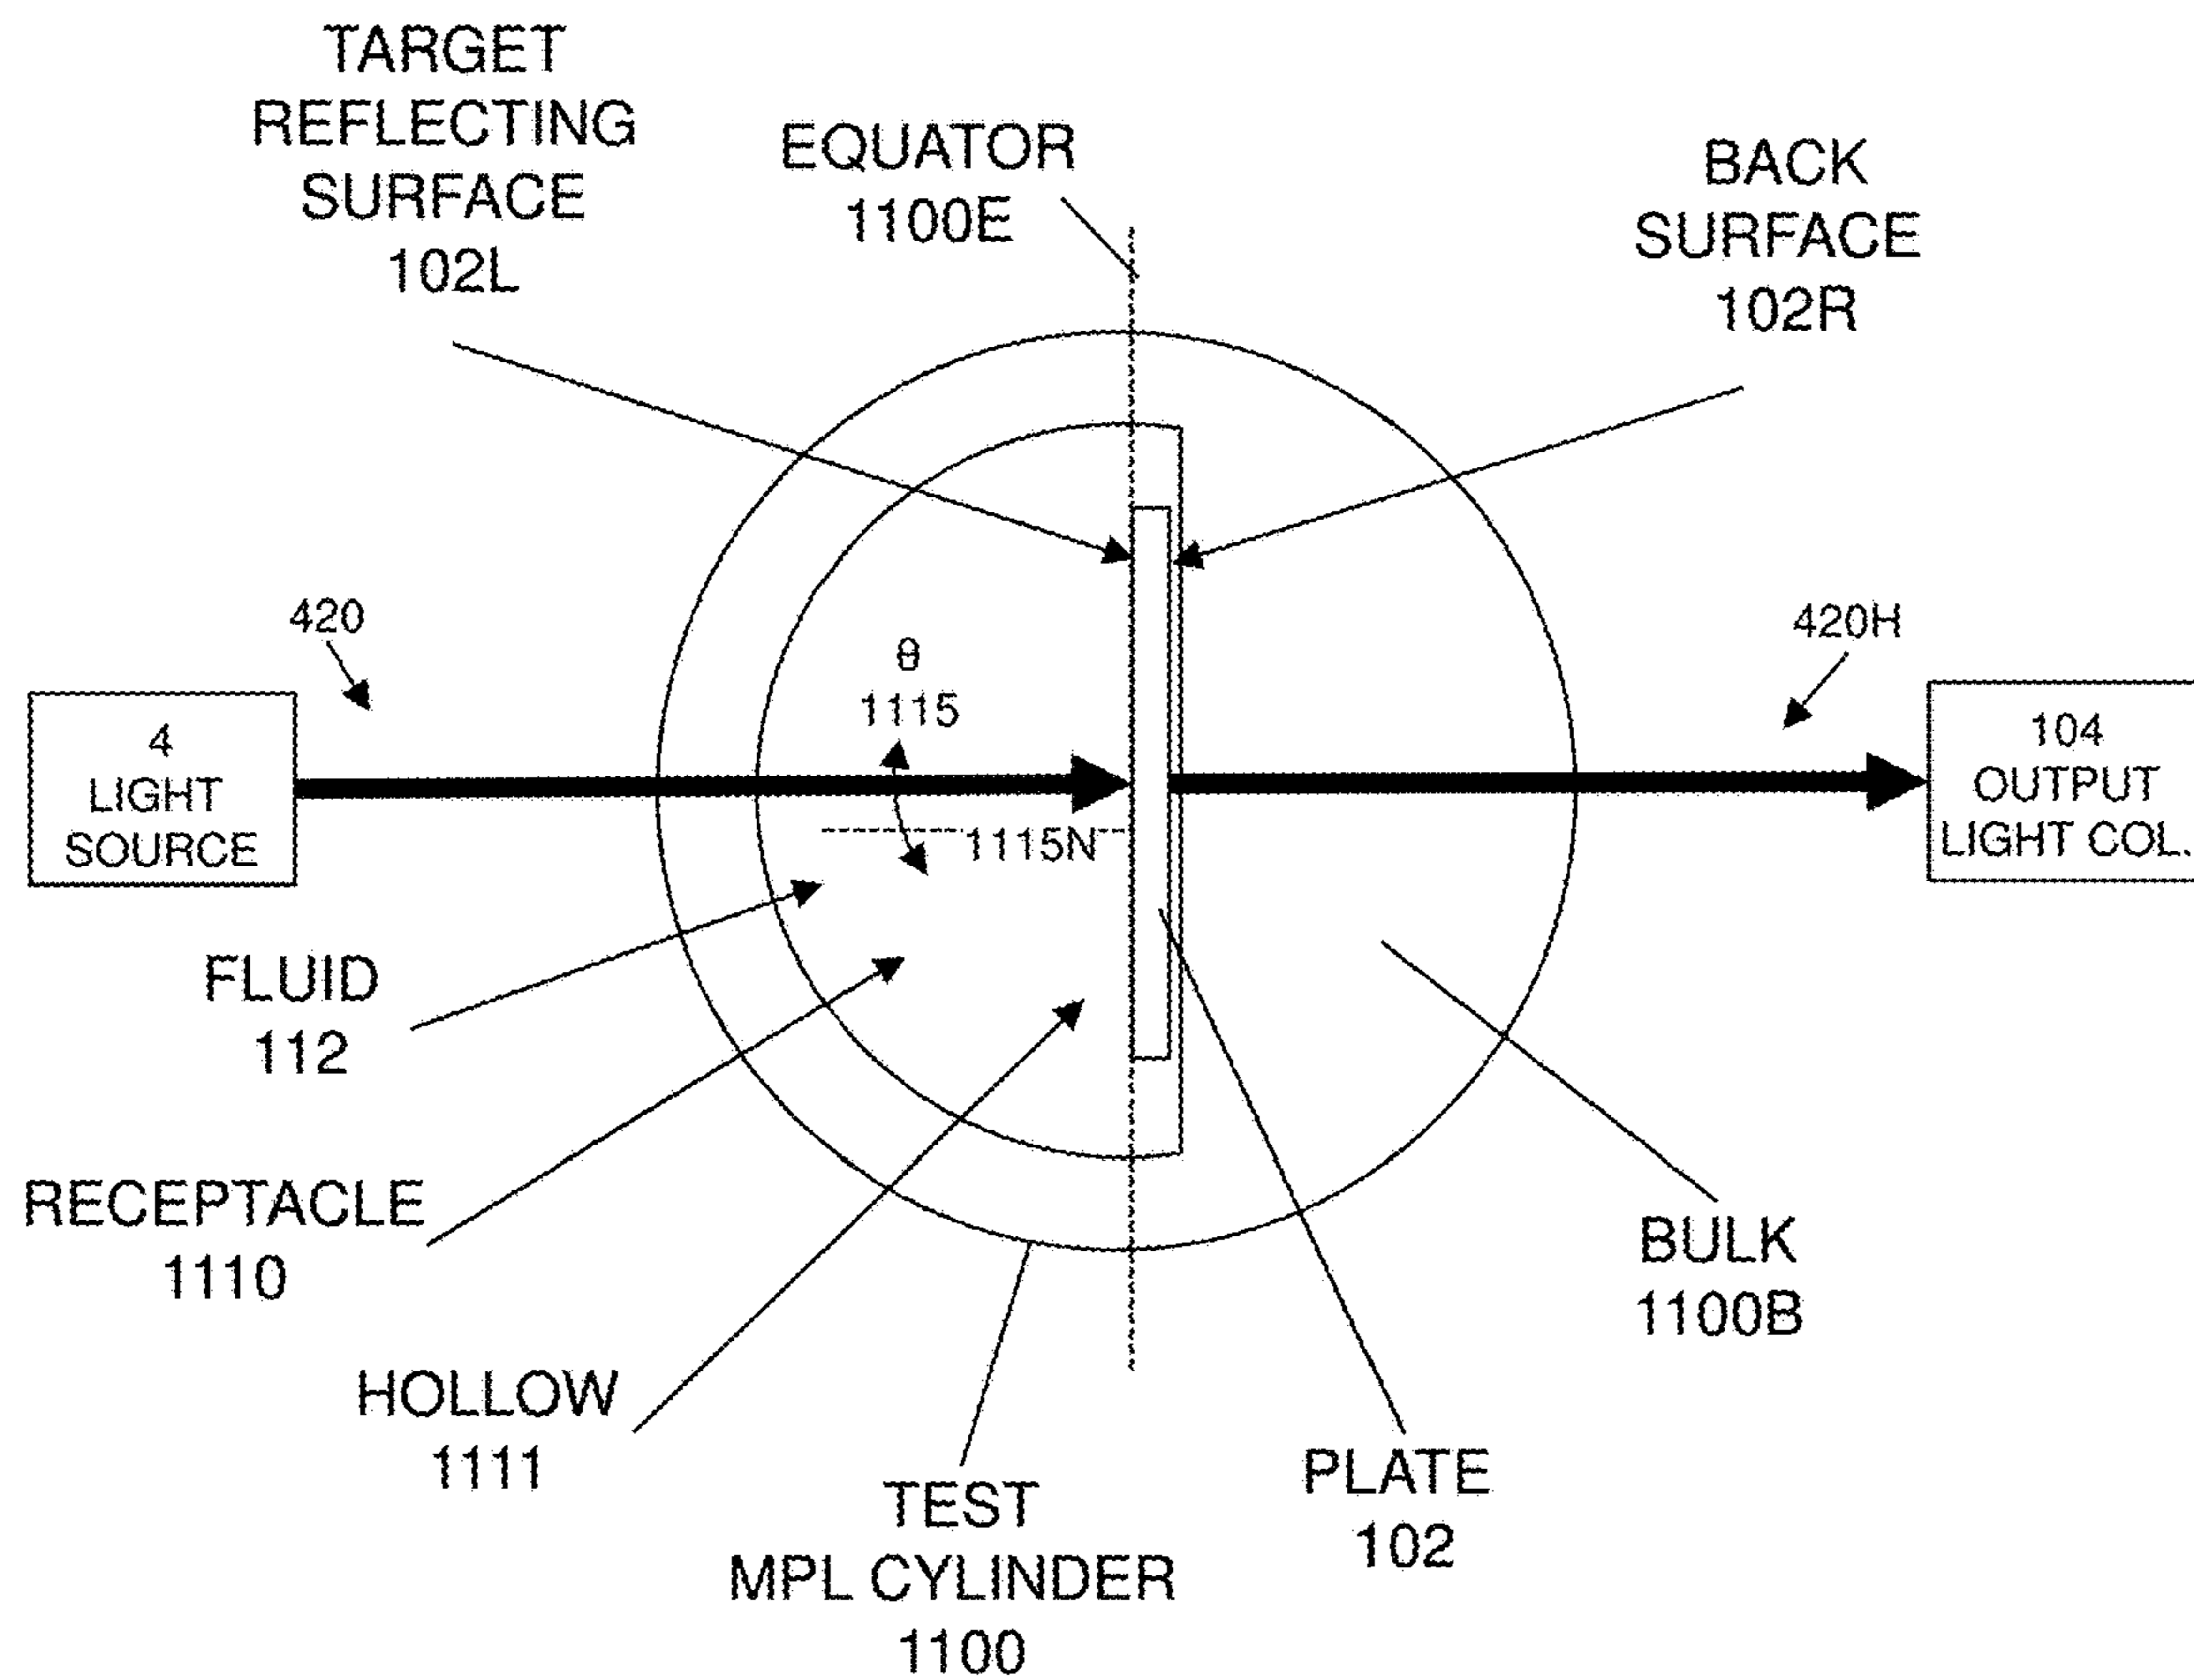 TARGET
REFLECTING
SURFACE
102L
EQUATOR
1100E
BACK
SURFACE
102R
420
420H
θ
1115
4
LIGHT
SOURCE
1115N
104
OUTPUT
LIGHT COL.
FLUID
112
RECEPTACLE
1110
HOLLOW
1111
TEST
MPL CYLINDER
1100
PLATE
102
BULK
1100B